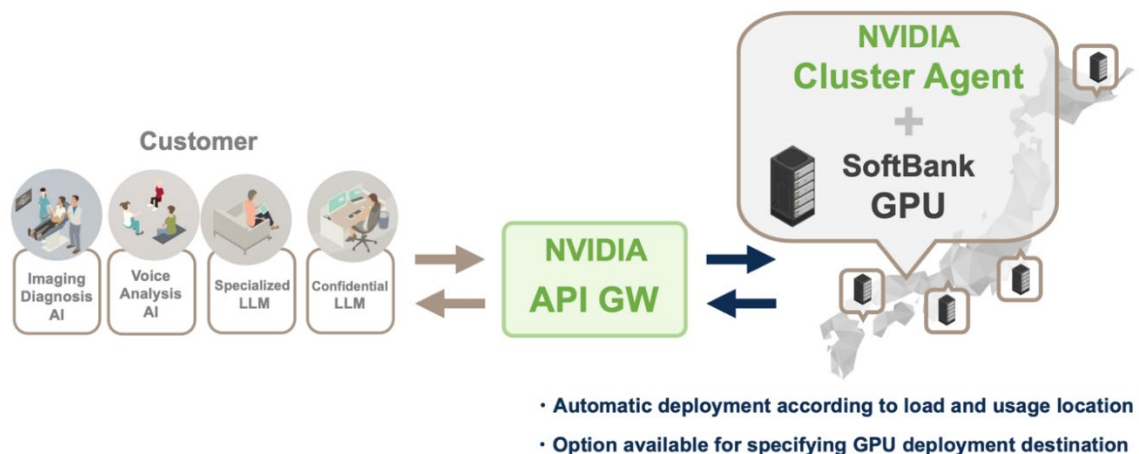 Customer
Imaging
Diagnosis
AI
Voice
Analysis
AI
Specialized
LLM
Confidential
LLM
NVIDIA
API GW
NVIDIA
Cluster Agent
+
SoftBank
GPU
・Automatic deployment according to load and usage location
・Option available for specifying GPU deployment destination